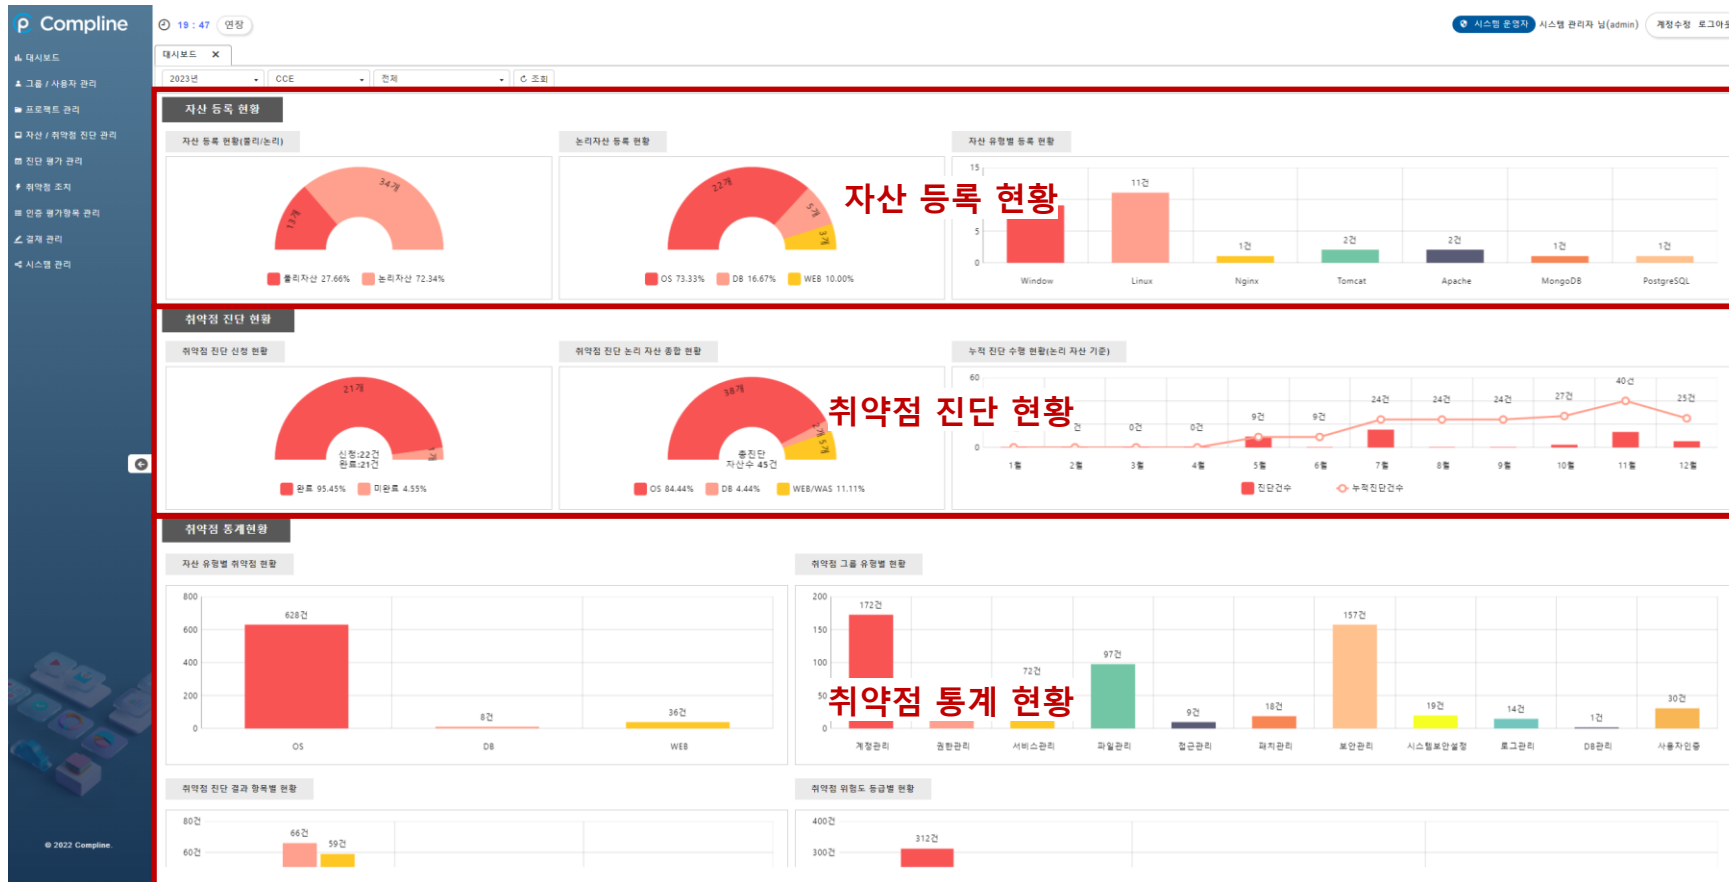 Compline
19 : 47 연장
시스템 운영자 시스템 관리자 님(admin) 계정수정 로그아웃
대시보드
그룹 / 사용자 관리
프로젝트 관리
자산 / 취약점 진단 관리
진단 평가 관리
취약점 조치
인증 평가항목 관리
결재 관리
시스템 관리
© 2022 Compline.
대시보드 X
2023년 CCE 전체 조회
자산 등록 현황
자산 등록 현황(물리/논리)
13개
34개
물리자산 27.66% 논리자산 72.34%
논리자산 등록 현황
22개
5개
3개
OS 73.33% DB 16.67% WEB 10.00%
자산 유형별 등록 현황
15
11건
5
1건 2건 2건 1건 1건
0
Window Linux Nginx Tomcat Apache MongoDB PostgreSQL
자산 등록 현황
취약점 진단 현황
취약점 진단 신청 현황
21개
신청:22건
완료:21건
완료 95.45% 미완료 4.55%
취약점 진단 논리 자산 종합 현황
38개
2개
5개
총진단
자산수 45건
OS 84.44% DB 4.44% WEB/WAS 11.11%
누적 진단 수행 현황(논리 자산 기준)
60
0건 0건 9건 9건 24건 24건 24건 27건 40건 25건
0
1월 2월 3월 4월 5월 6월 7월 8월 9월 10월 11월 12월
진단건수 누적진단건수
취약점 진단 현황
취약점 통계현황
자산 유형별 취약점 현황
800
628건
600
400
200
8건 36건
0
OS DB WEB
취약점 그룹 유형별 현황
200
172건 157건
150
97건
100
72건
50
9건 18건 19건 14건 1건 30건
0
계정관리 권한관리 서비스관리 파일관리 접근관리 패치관리 보안관리 시스템보안설정 로그관리 DB관리 사용자인증
취약점 통계 현황
취약점 진단 결과 항목별 현황
80건
66건 59건
60건
취약점 위험도 등급별 현황
400건
312건
300건